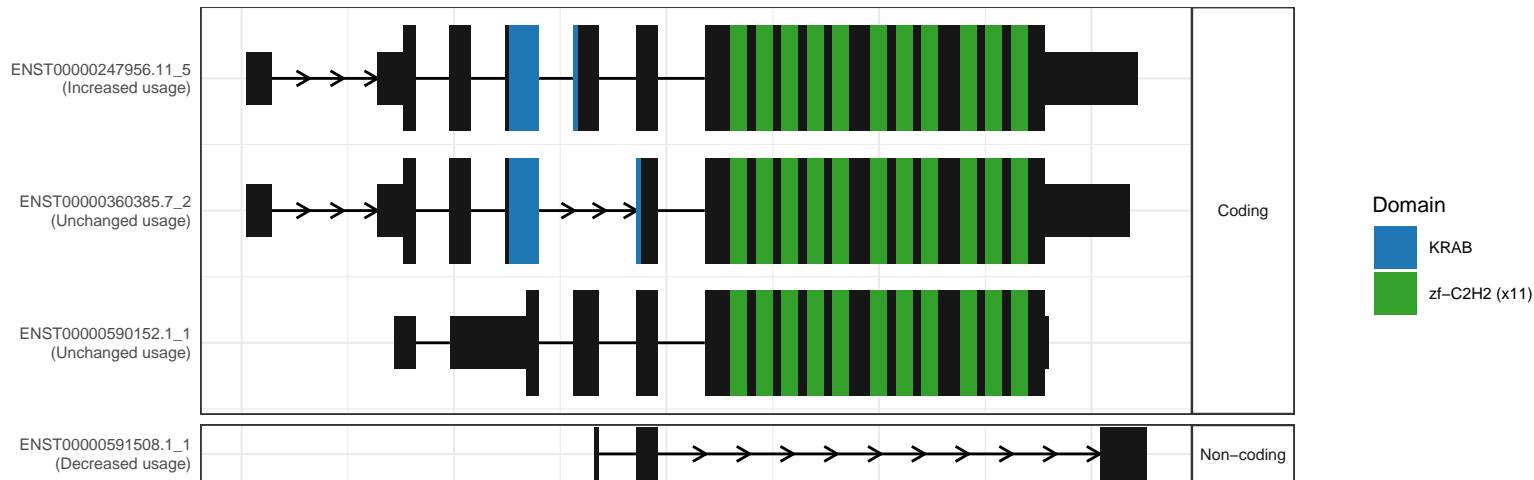 ENST00000247956.11_5
(Increased usage)
ENST00000360385.7_2
(Unchanged usage)
Coding
ENST00000590152.1_1
(Unchanged usage)
ENST00000591508.1_1
(Decreased usage)
Non−coding
Domain
KRAB
zf−C2H2 (x11)